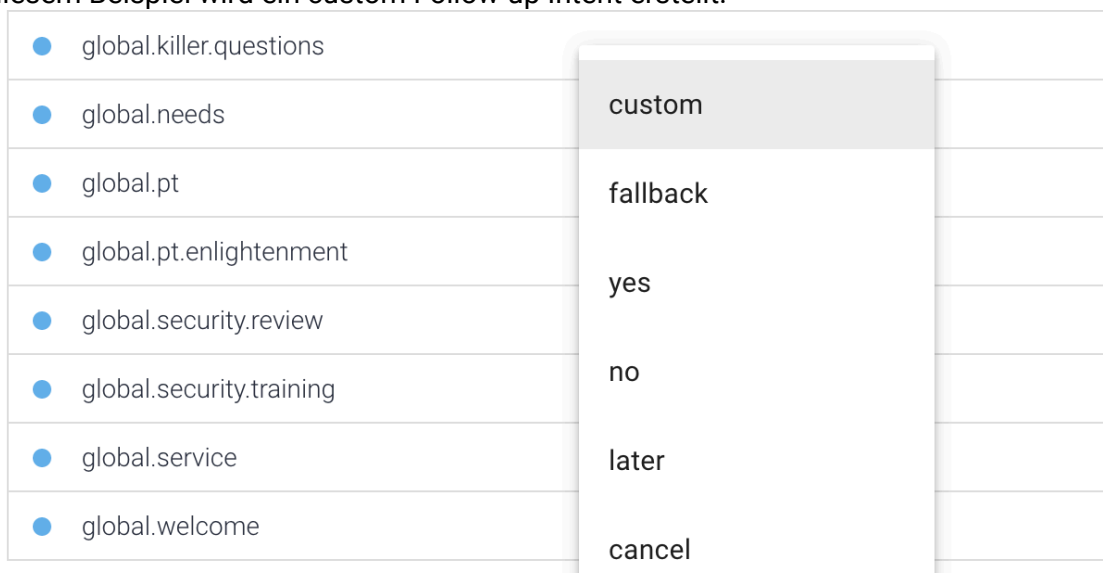 diesem Beispiel wird ein custom Follow-up Intent erstellt.
global.killer.questions
global.needs
global.pt
global.pt.enlightenment
global.security.review
global.security.training
global.service
global.welcome
custom
fallback
yes
no
later
cancel